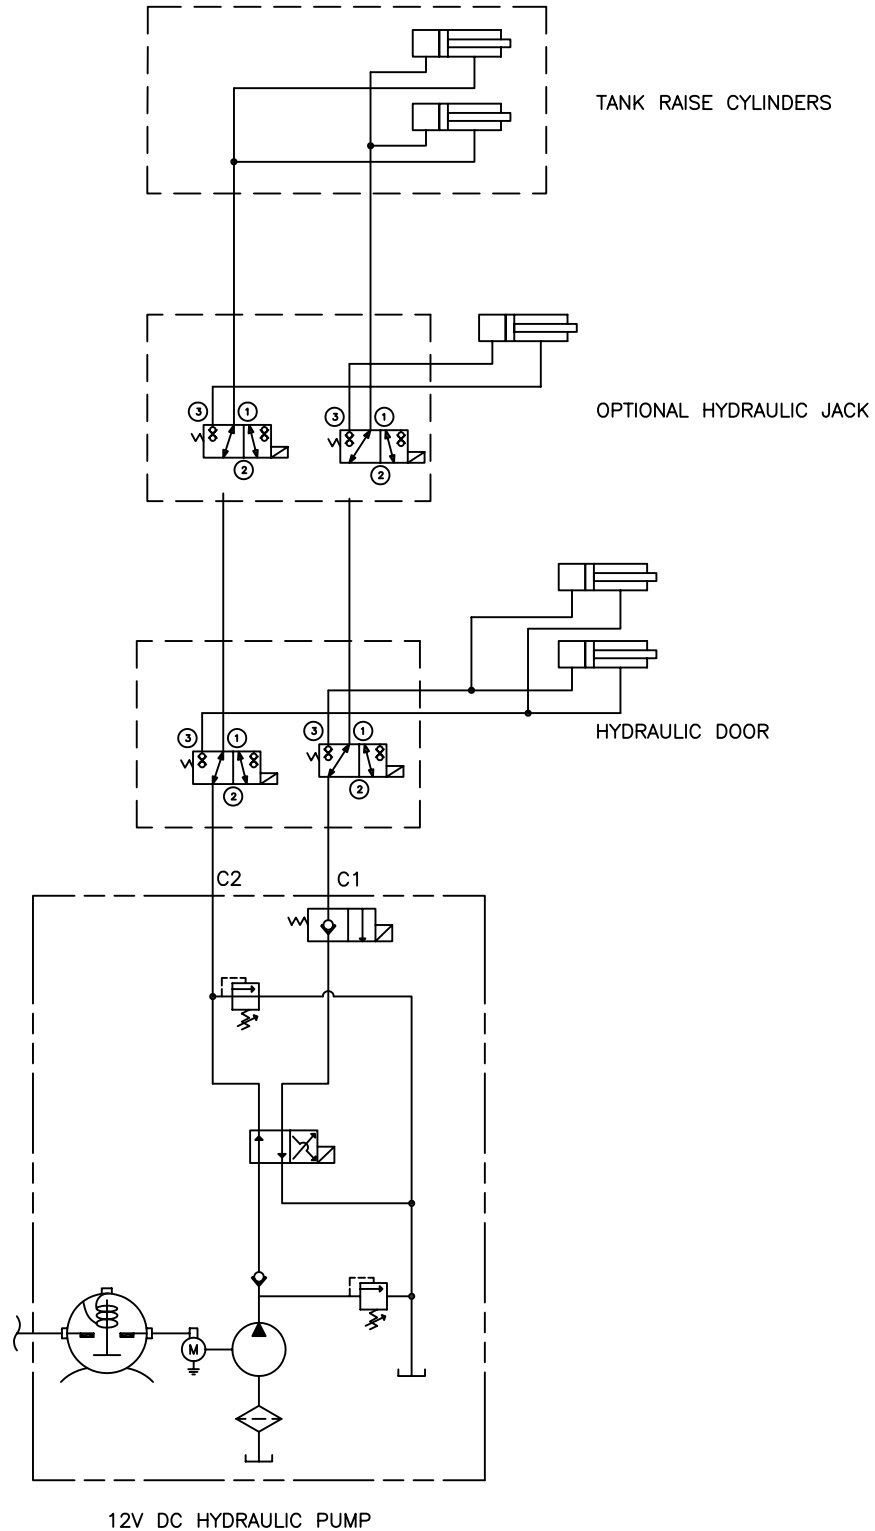 TANK RAISE CYLINDERS
OPTIONAL HYDRAULIC JACK
3 1 3 1
2 2
HYDRAULIC DOOR
3 1 3 1
2 2
C2 C1
M
12V DC HYDRAULIC PUMP